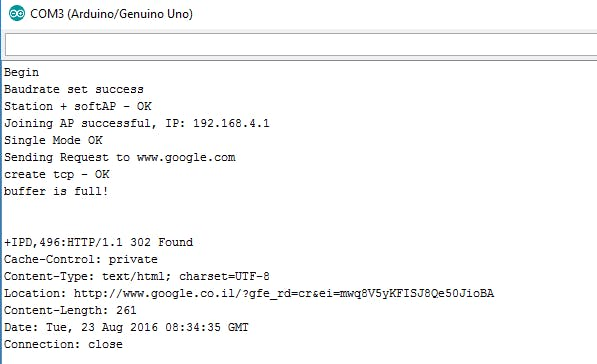 COM3 (Arduino/Genuino Uno)
Begin
Baudrate set success
Station + softAP - OK
Joining AP successful, IP: 192.168.4.1
Single Mode OK
Sending Request to www.google.com
create tcp - OK
buffer is full!
+IPD,496:HTTP/1.1 302 Found
Cache-Control: private
Content-Type: text/html; charset=UTF-8
Location: http://www.google.co.il/?gfe_rd=cr&ei=mwq8V5yKFISJ8Qe50JioBA
Content-Length: 261
Date: Tue, 23 Aug 2016 08:34:35 GMT
Connection: close